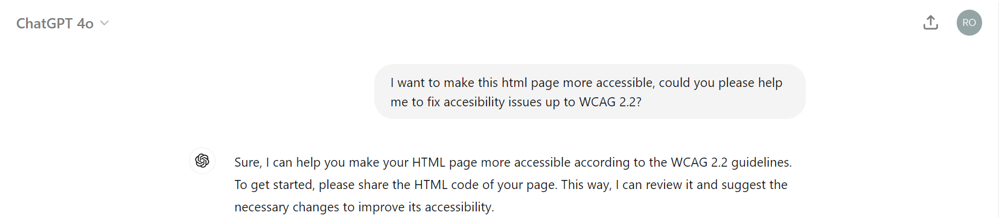 ChatGPT 4o
RO
I want to make this html page more accessible, could you please help
me to fix accesibility issues up to WCAG 2.2?
Sure, I can help you make your HTML page more accessible according to the WCAG 2.2 guidelines.
To get started, please share the HTML code of your page. This way, I can review it and suggest the
necessary changes to improve its accessibility.